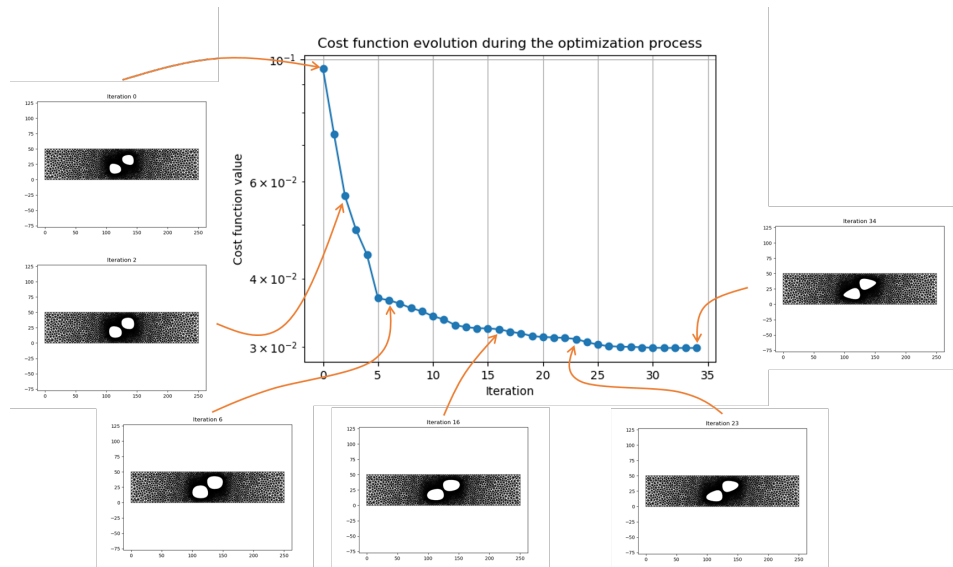 Cost function evolution during the optimization process
10⁻¹
6 × 10⁻²
4 × 10⁻²
3 × 10⁻²
Cost function value
0 5 10 15 20 25 30 35
Iteration
Iteration 0
125
100
75
50
25
0
−25
−50
−75
0 50 100 150 200 250
Iteration 2
125
100
75
50
25
0
−25
−50
−75
0 50 100 150 200 250
Iteration 34
125
100
75
50
25
0
−25
−50
−75
0 50 100 150 200 250
Iteration 6
125
100
75
50
25
0
−25
−50
−75
0 50 100 150 200 250
Iteration 16
125
100
75
50
25
0
−25
−50
−75
0 50 100 150 200 250
Iteration 23
125
100
75
50
25
0
−25
−50
−75
0 50 100 150 200 250